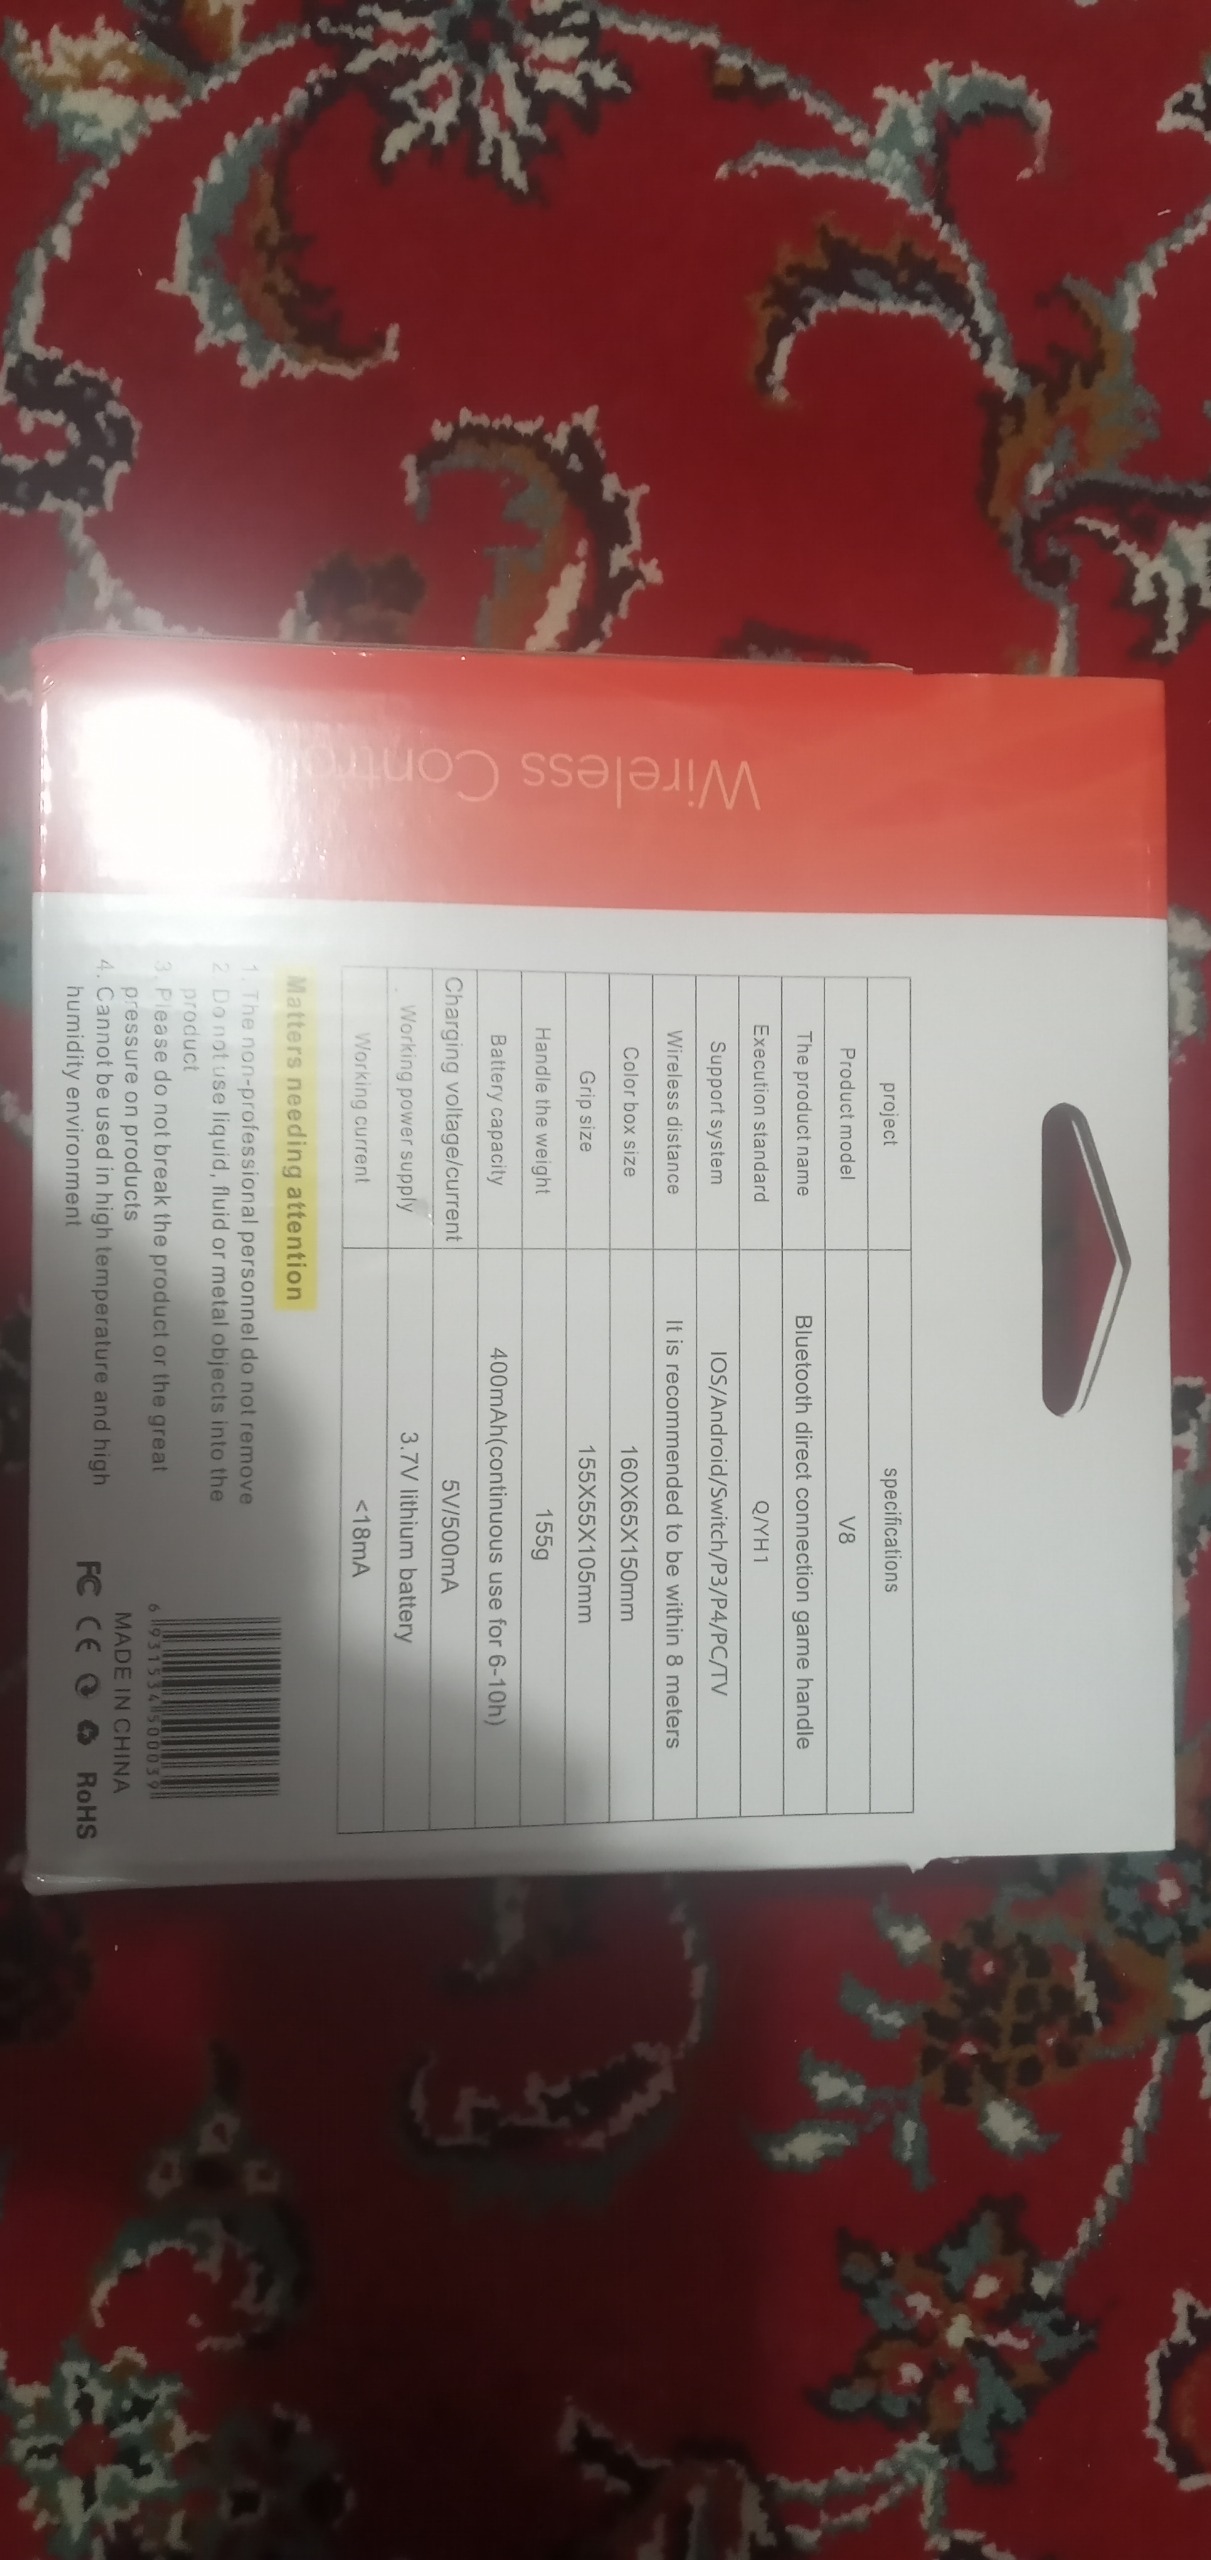 Wireless Contro
project specifications
Product model V8
The product name Bluetooth direct connection game handle
Execution standard Q/YH1
Support system IOS/Android/Switch/P3/P4/PC/TV
Wireless distance It is recommended to be within 8 meters
Color box size 160X65X150mm
Grip size 155X55X105mm
Handle the weight 155g
Battery capacity 400mAh(continuous use for 6-10h)
Charging voltage/current 5V/500mA
Working power supply 3.7V lithium battery
Working current <18mA
Matters needing attention
1. The non-professional personnel do not remove
2. Do not use liquid, fluid or metal objects into the
product
3. Please do not break the product or the great
pressure on products
4. Cannot be used in high temperature and high
humidity environment
6 931534 500039
MADE IN CHINA
FC CE RoHS